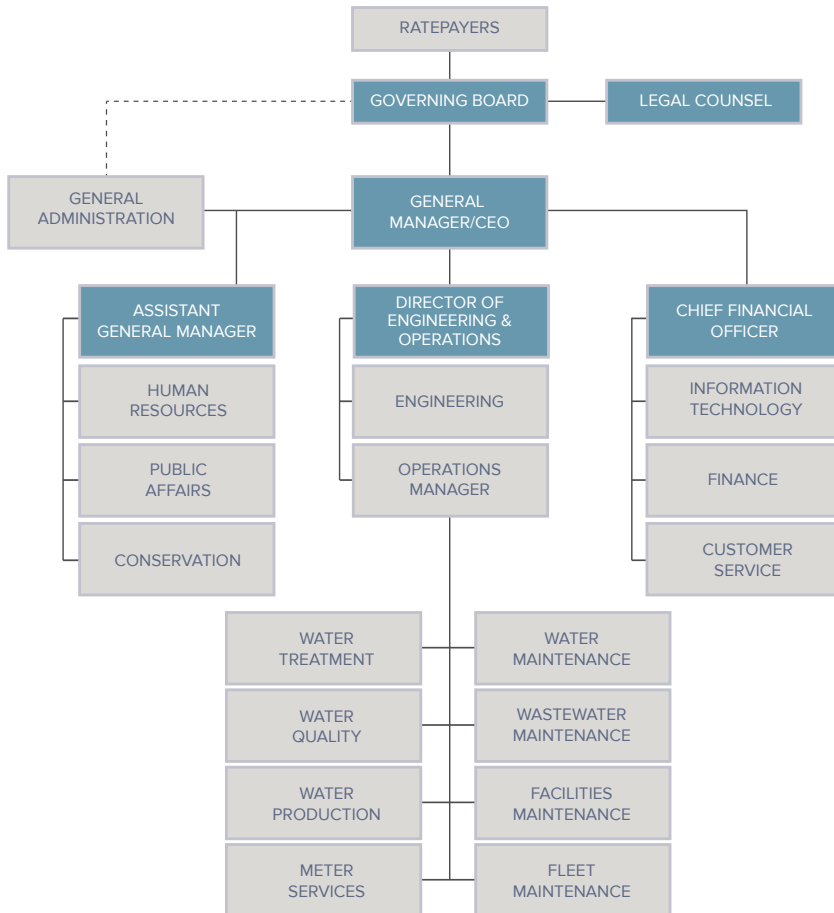 RATEPAYERS
GOVERNING BOARD
LEGAL COUNSEL
GENERAL
ADMINISTRATION
GENERAL
MANAGER/CEO
ASSISTANT
GENERAL MANAGER
DIRECTOR OF
ENGINEERING &
OPERATIONS
CHIEF FINANCIAL
OFFICER
HUMAN
RESOURCES
ENGINEERING
INFORMATION
TECHNOLOGY
PUBLIC
AFFAIRS
OPERATIONS
MANAGER
FINANCE
CONSERVATION
CUSTOMER
SERVICE
WATER
TREATMENT
WATER
MAINTENANCE
WATER
QUALITY
WASTEWATER
MAINTENANCE
WATER
PRODUCTION
FACILITIES
MAINTENANCE
METER
SERVICES
FLEET
MAINTENANCE